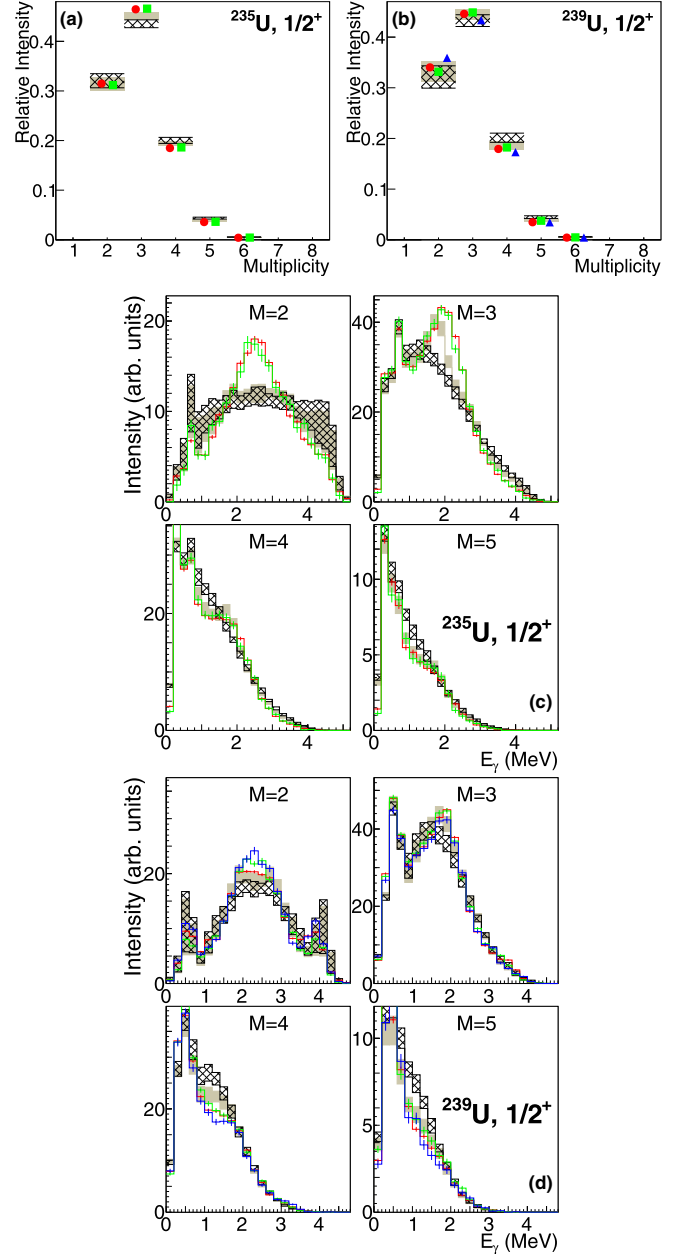 (a) ²³⁵U, 1/2⁺
Relative Intensity
0.4
0.3
0.2
0.1
0
1 2 3 4 5 6 7 8
Multiplicity
(b) ²³⁹U, 1/2⁺
Relative Intensity
0.4
0.3
0.2
0.1
0
1 2 3 4 5 6 7 8
Multiplicity
Intensity (arb. units)
M=2
20
10
0
0 2 4
M=3
40
20
0
0 2 4
M=4
20
0
0 2 4
M=5
10
5
0
²³⁵U, 1/2⁺
(c)
0 2 4
E_γ (MeV)
Intensity (arb. units)
M=2
20
0
0 1 2 3 4
M=3
40
20
0
0 1 2 3 4
M=4
20
0
0 1 2 3 4
M=5
10
5
0
²³⁹U, 1/2⁺
(d)
0 1 2 3 4
E_γ (MeV)